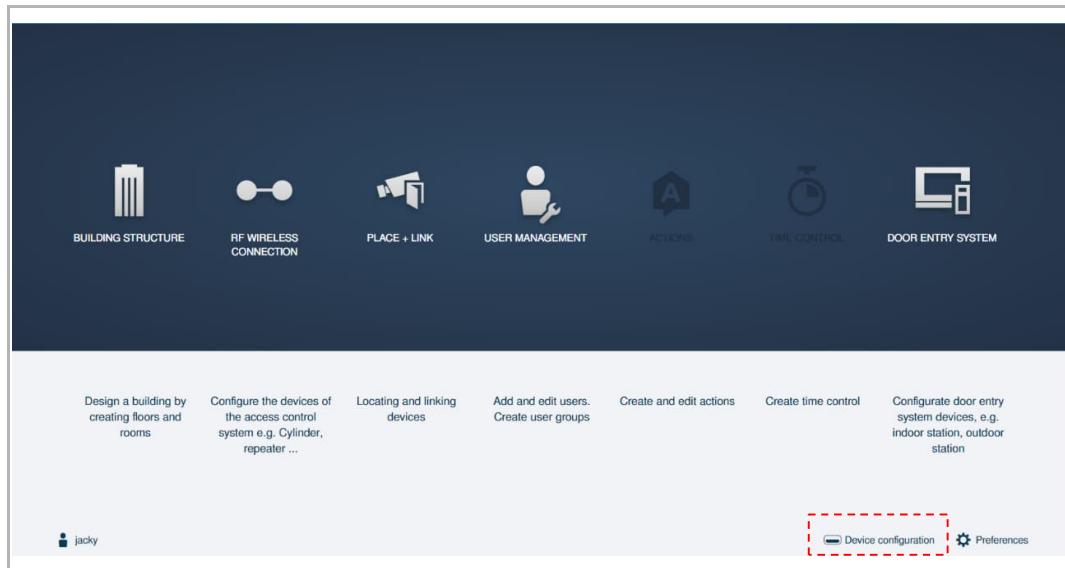 BUILDING STRUCTURE
RF WIRELESS
CONNECTION
PLACE + LINK
USER MANAGEMENT
ACTIONS
TIME CONTROL
DOOR ENTRY SYSTEM
Design a building by
creating floors and
rooms
Configure the devices of
the access control
system e.g. Cylinder,
repeater ...
Locating and linking
devices
Add and edit users.
Create user groups
Create and edit actions
Create time control
Configurate door entry
system devices, e.g.
indoor station, outdoor
station
jacky
Device configuration
Preferences